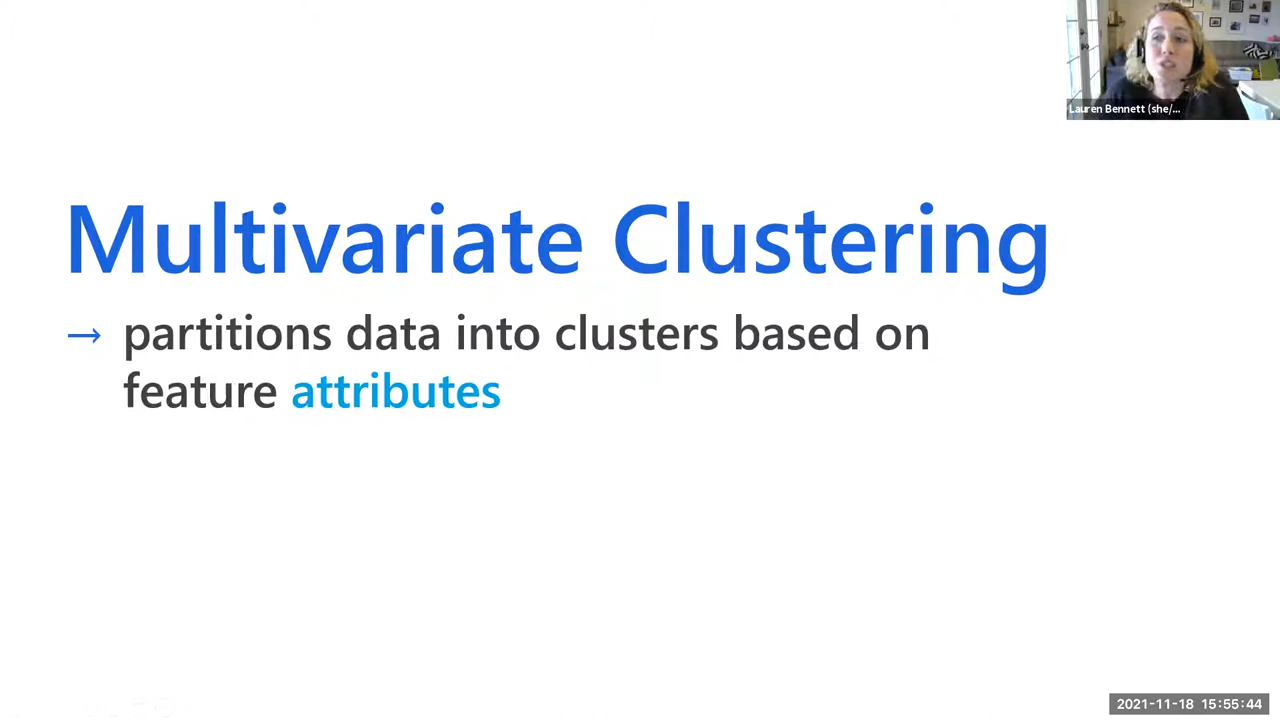 Lauren Bennett (she/...
Multivariate Clustering
→ partitions data into clusters based on
feature attributes
2021-11-18 15:55:44